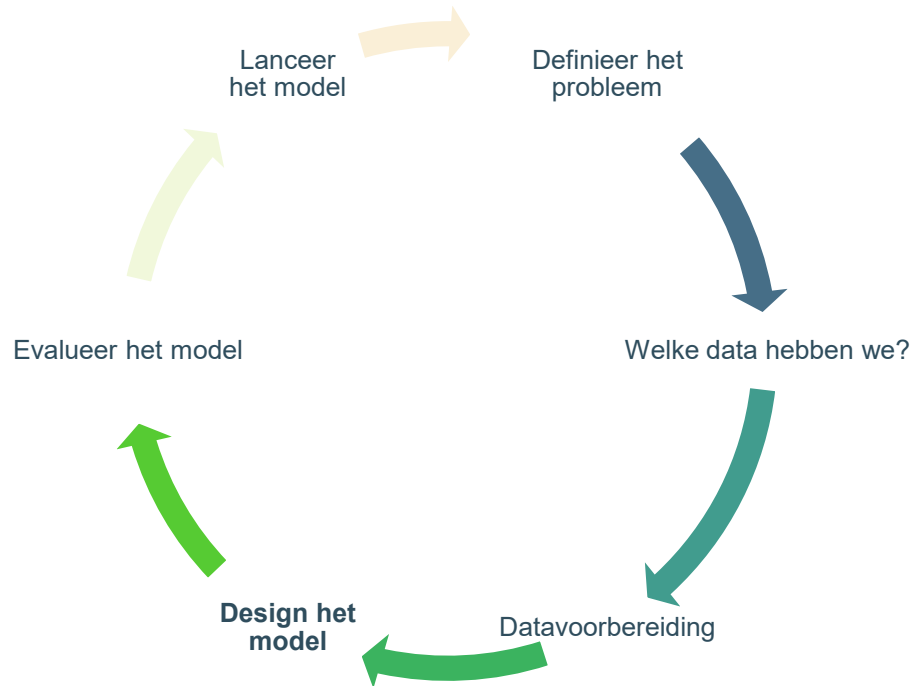 Lanceer
het model
Definieer het
probleem
Welke data hebben we?
Datavoorbereiding
Design het
model
Evalueer het model